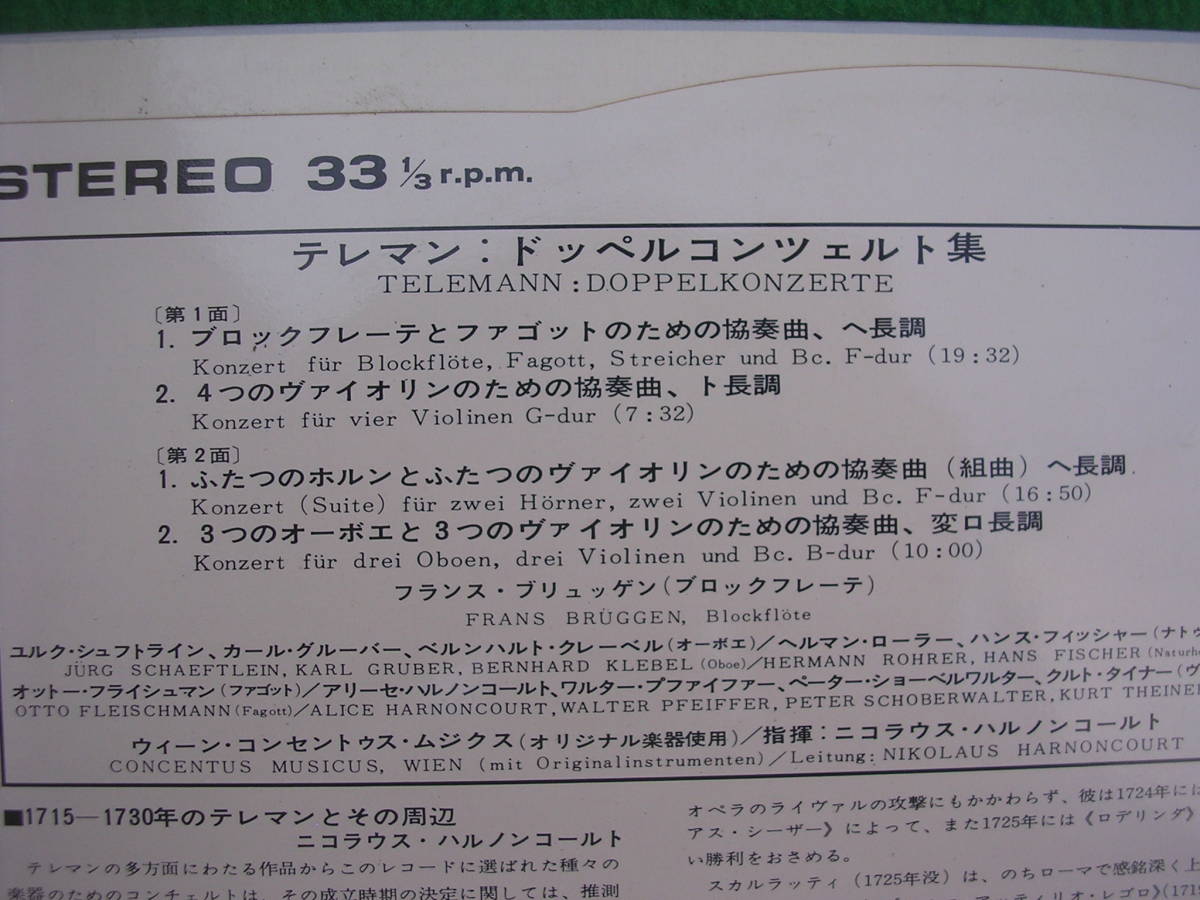 STEREO 33 1/3 r.p.m.
テレマン：ドッペルコンツェルト集
TELEMANN : DOPPELKONZERTE
〔第1面〕
1. ブロックフレーテとファゴットのための協奏曲、ヘ長調
Konzert für Blockflöte, Fagott, Streicher und Bc. F-dur (19 : 32)
2. 4つのヴァイオリンのための協奏曲、ト長調
Konzert für vier Violinen G-dur (7 : 32)
〔第2面〕
1. ふたつのホルンとふたつのヴァイオリンのための協奏曲（組曲）ヘ長調
Konzert (Suite) für zwei Hörner, zwei Violinen und Bc. F-dur (16 : 50)
2. 3つのオーボエと3つのヴァイオリンのための協奏曲、変ロ長調
Konzert für drei Oboen, drei Violinen und Bc. B-dur (10 : 00)
フランス・ブリュッゲン（ブロックフレーテ）
FRANS BRÜGGEN, Blockflöte
ユルク・シュフトライン、カール・グルーバー、ベルンハルト・クレーベル（オーボエ）／ヘルマン・ローラー、ハンス・フィッシャー（ナトゥ
JÜRG SCHAEFTLEIN, KARL GRUBER, BERNHARD KLEBEL (Oboe)／HERMANN ROHRER, HANS FISCHER (Naturho
オットー・フライシュマン（ファゴット）／アリーセ・ハルノンコールト、ワルター・プファイファー、ペーター・ショーベルワルター、クルト・タイナー（ヴ
OTTO FLEISCHMANN (Fagott)／ALICE HARNONCOURT, WALTER PFEIFFER, PETER SCHOBERWALTER, KURT THEINER
ウィーン・コンセントゥス・ムジクス（オリジナル楽器使用）／指揮：ニコラウス・ハルノンコールト
CONCENTUS MUSICUS, WIEN (mit Originalinstrumenten)／Leitung: NIKOLAUS HARNONCOURT
■1715—1730年のテレマンとその周辺
ニコラウス・ハルノンコールト
テレマンの多方面にわたる作品からこのレコードに選ばれた種々の
楽器のためのコンチェルトは、その成立時期の決定に関しては、推測
オペラのライヴァルの攻撃にもかかわらず、彼は1724年には
アス・シーザー》によって、また1725年には《ロデリンダ》
い勝利をおさめる。
スカルラッティ（1725年没）は、のちローマで感銘深く上
アッティリオ・レゴロ》（1719